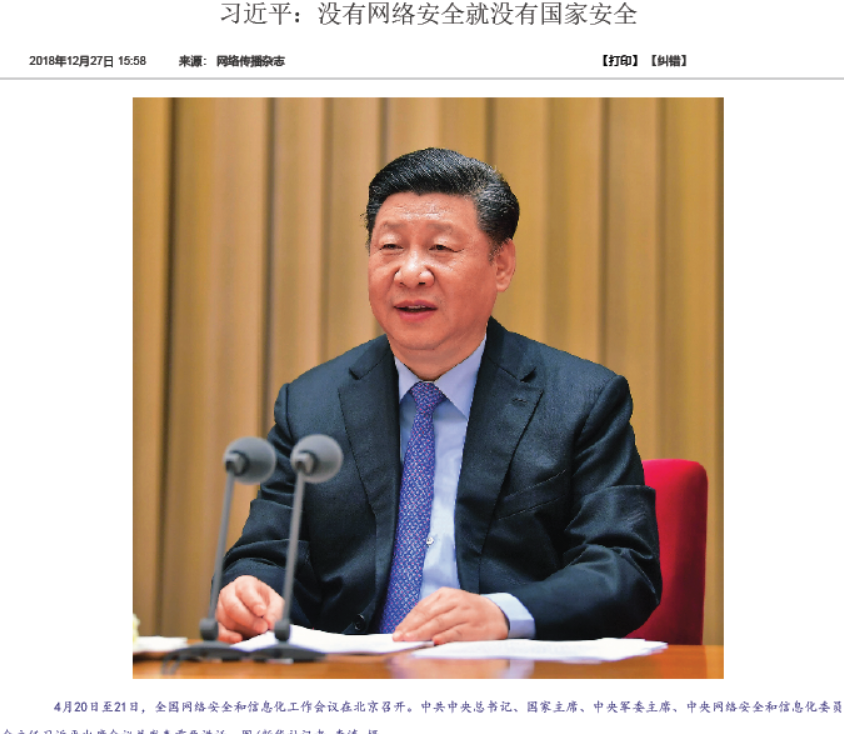 习近平：没有网络安全就没有国家安全
2018年12月27日 15:58 来源： 网络传播杂志 【打印】【纠错】
4月20日至21日，全国网络安全和信息化工作会议在北京召开。中共中央总书记、国家主席、中央军委主席、中央网络安全和信息化委员